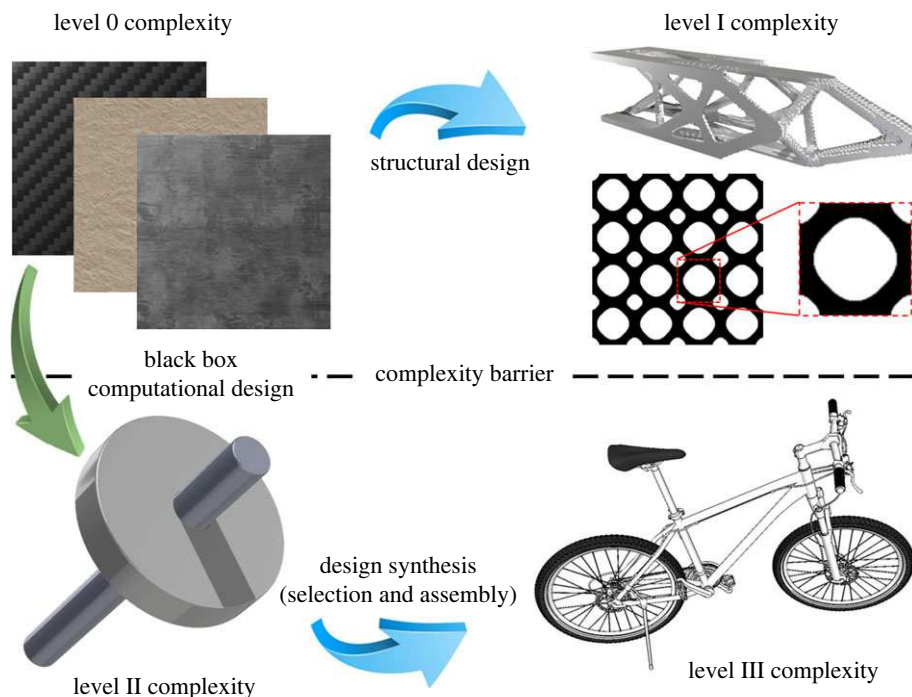 level 0 complexity
level I complexity
structural design
black box
computational design
complexity barrier
design synthesis
(selection and assembly)
level II complexity
level III complexity